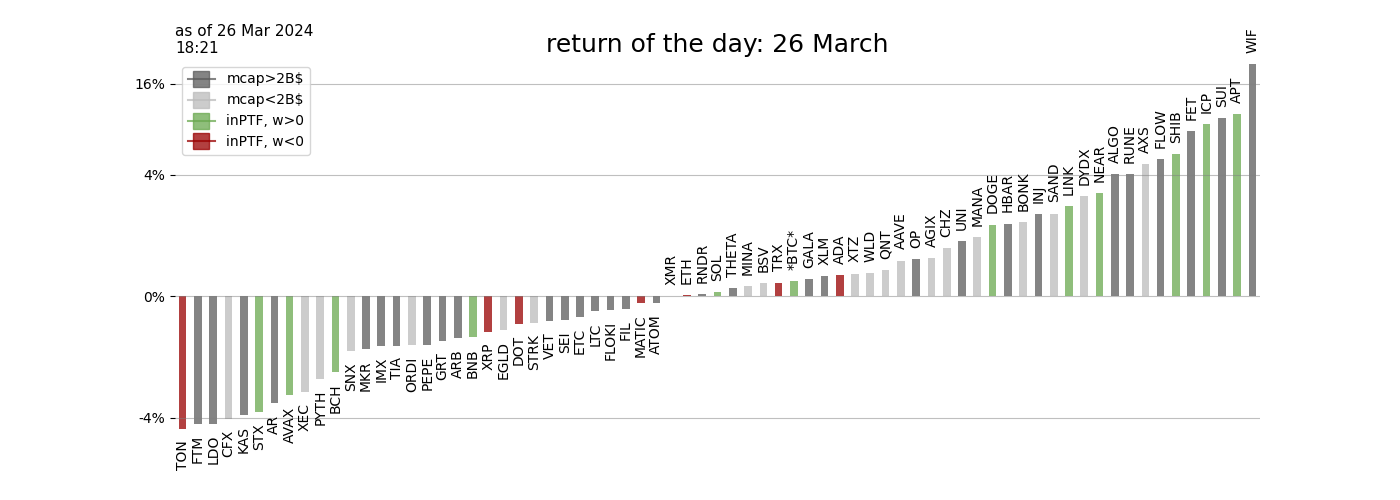 as of 26 Mar 2024
18:21
return of the day: 26 March
mcap>2B$
mcap<2B$
inPTF, w>0
inPTF, w<0
16%
4%
0%
-4%
TON
FTM
LDO
CFX
KAS
STX
AR
AVAX
XEC
PYTH
BCH
SNX
MKR
IMX
TIA
ORDI
PEPE
GRT
ARB
BNB
XRP
EGLD
DOT
STRK
VET
SEI
ETC
LTC
FLOKI
FIL
MATIC
ATOM
XMR
ETH
RNDR
SOL
THETA
MINA
BSV
TRX
*BTC*
GALA
XLM
ADA
XTZ
WLD
QNT
AAVE
OP
AGIX
CHZ
UNI
MANA
DOGE
HBAR
BONK
INJ
SAND
LINK
DYDX
NEAR
ALGO
RUNE
AXS
FLOW
SHIB
FET
ICP
SUI
APT
WIF